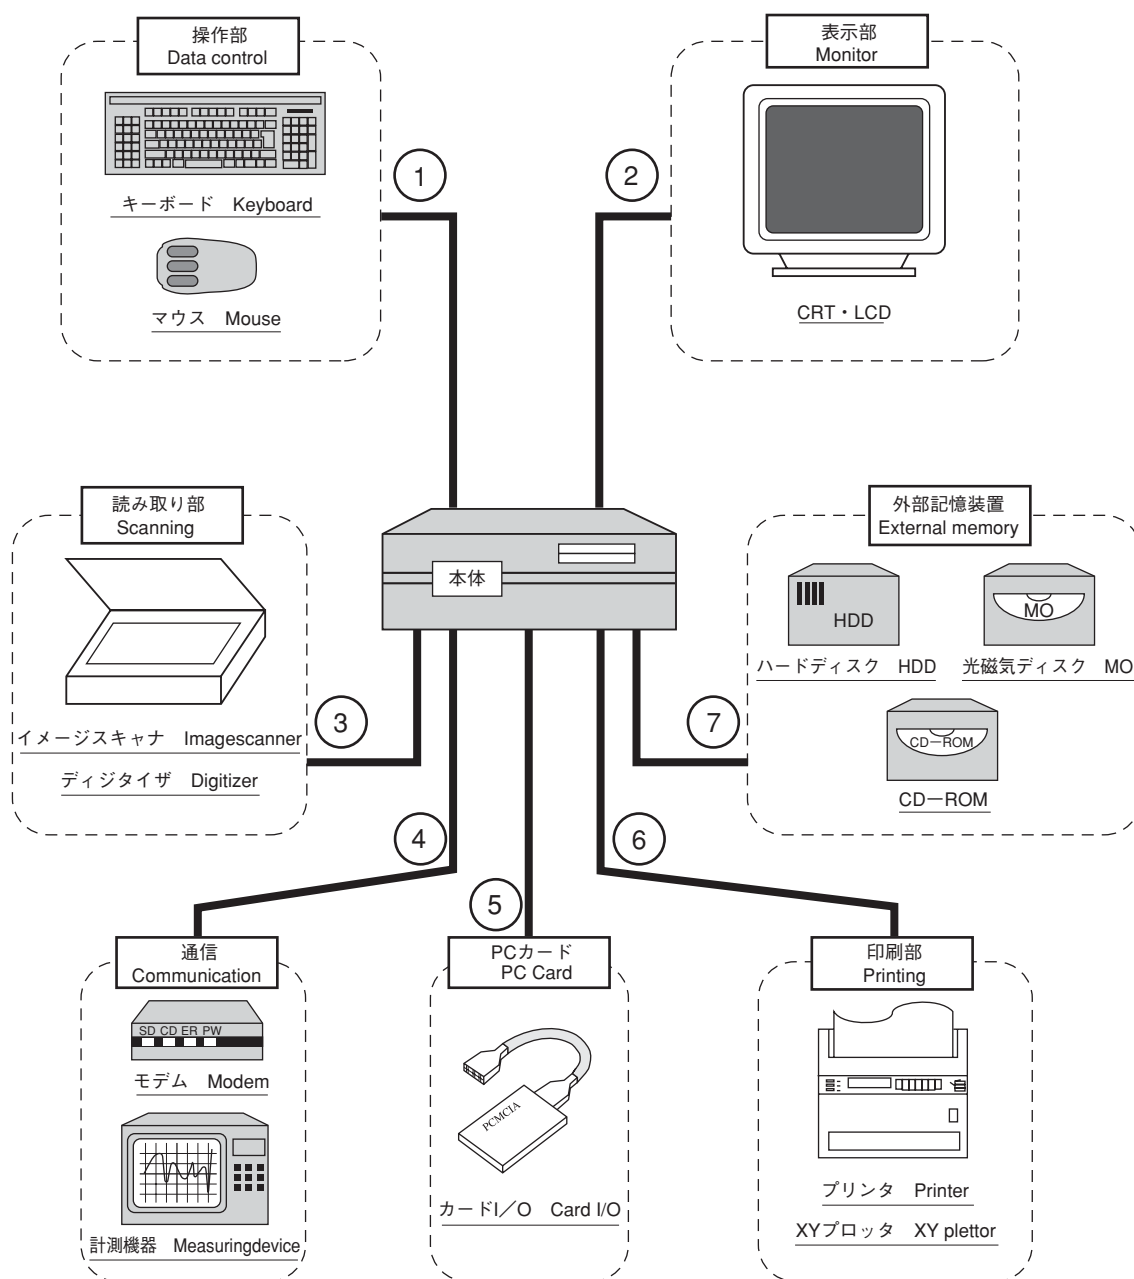 操作部
Data control
キーボード Keyboard
マウス Mouse
1
表示部
Monitor
CRT・LCD
2
本体
読み取り部
Scanning
イメージスキャナ Imagescanner
ディジタイザ Digitizer
3
外部記憶装置
External memory
HDD
ハードディスク HDD
MO
光磁気ディスク MO
CD－ROM
CD－ROM
7
4
通信
Communication
SD CD ER PW
モデム Modem
計測機器 Measuringdevice
5
PCカード
PC Card
PCMCIA
カードI／O Card I/O
6
印刷部
Printing
プリンタ Printer
XYプロッタ XY plettor